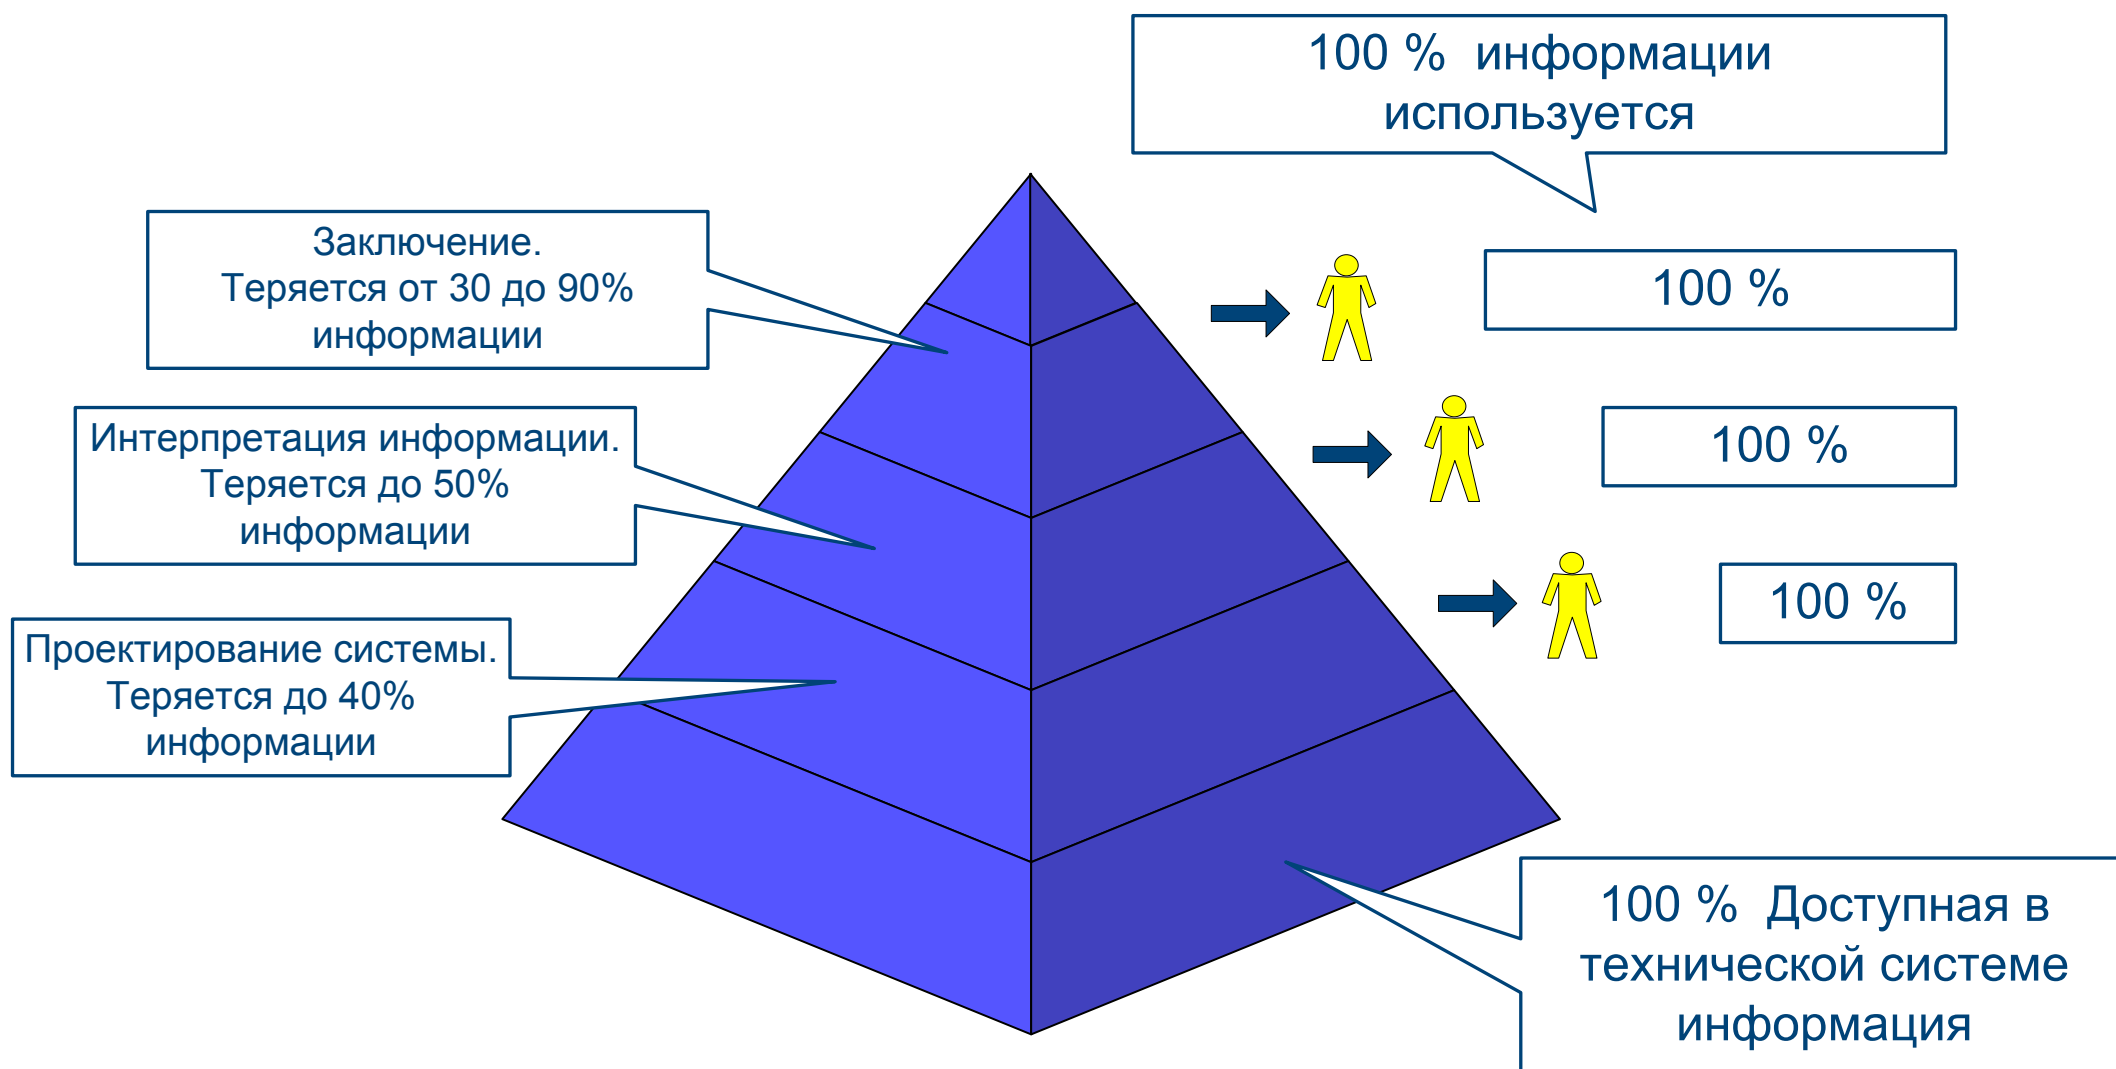 100 % информации
используется
Заключение.
Теряется от 30 до 90%
информации
100 %
Интерпретация информации.
Теряется до 50%
информации
100 %
Проектирование системы.
Теряется до 40%
информации
100 %
100 % Доступная в
технической системе
информация